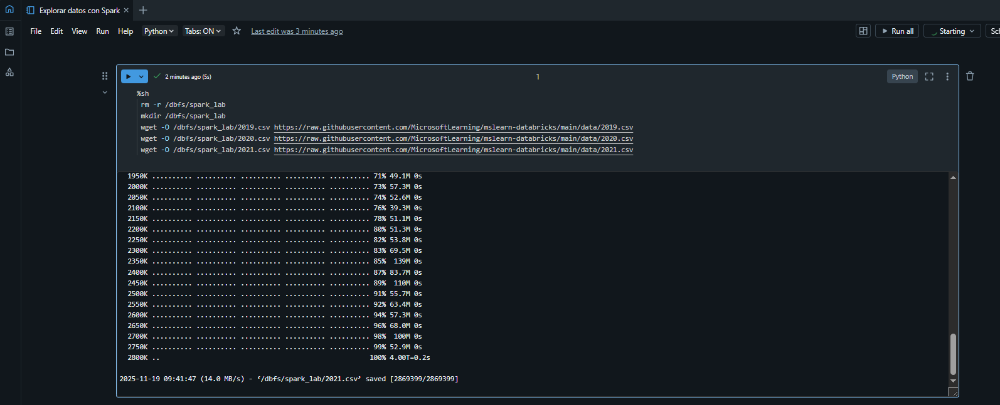 Explorar datos con Spark
File Edit View Run Help Python Tabs: ON Last edit was 3 minutes ago Run all Starting Sch
2 minutes ago (5s) 1 Python
%sh
rm -r /dbfs/spark_lab
mkdir /dbfs/spark_lab
wget -O /dbfs/spark_lab/2019.csv https://raw.githubusercontent.com/MicrosoftLearning/mslearn-databricks/main/data/2019.csv
wget -O /dbfs/spark_lab/2020.csv https://raw.githubusercontent.com/MicrosoftLearning/mslearn-databricks/main/data/2020.csv
wget -O /dbfs/spark_lab/2021.csv https://raw.githubusercontent.com/MicrosoftLearning/mslearn-databricks/main/data/2021.csv
1950K .......... .......... .......... .......... .......... 71% 49.1M 0s
2000K .......... .......... .......... .......... .......... 73% 57.3M 0s
2050K .......... .......... .......... .......... .......... 74% 52.6M 0s
2100K .......... .......... .......... .......... .......... 76% 39.3M 0s
2150K .......... .......... .......... .......... .......... 78% 51.1M 0s
2200K .......... .......... .......... .......... .......... 80% 51.3M 0s
2250K .......... .......... .......... .......... .......... 82% 53.8M 0s
2300K .......... .......... .......... .......... .......... 83% 69.5M 0s
2350K .......... .......... .......... .......... .......... 85% 139M 0s
2400K .......... .......... .......... .......... .......... 87% 83.7M 0s
2450K .......... .......... .......... .......... .......... 89% 110M 0s
2500K .......... .......... .......... .......... .......... 91% 55.7M 0s
2550K .......... .......... .......... .......... .......... 92% 63.4M 0s
2600K .......... .......... .......... .......... .......... 94% 57.3M 0s
2650K .......... .......... .......... .......... .......... 96% 68.0M 0s
2700K .......... .......... .......... .......... .......... 98% 100M 0s
2750K .......... .......... .......... .......... .......... 99% 52.9M 0s
2800K .. 100% 4.00T=0.2s
2025-11-19 09:41:47 (14.0 MB/s) - ‘/dbfs/spark_lab/2021.csv’ saved [2869399/2869399]